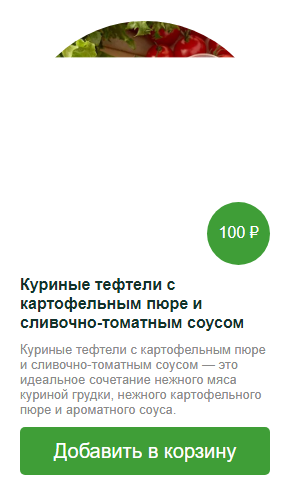 100 ₽
Куриные тефтели с
картофельным пюре и
сливочно-томатным соусом
Куриные тефтели с картофельным пюре
и сливочно-томатным соусом — это
идеальное сочетание нежного мяса
куриной грудки, нежного картофельного
пюре и ароматного соуса.
Добавить в корзину